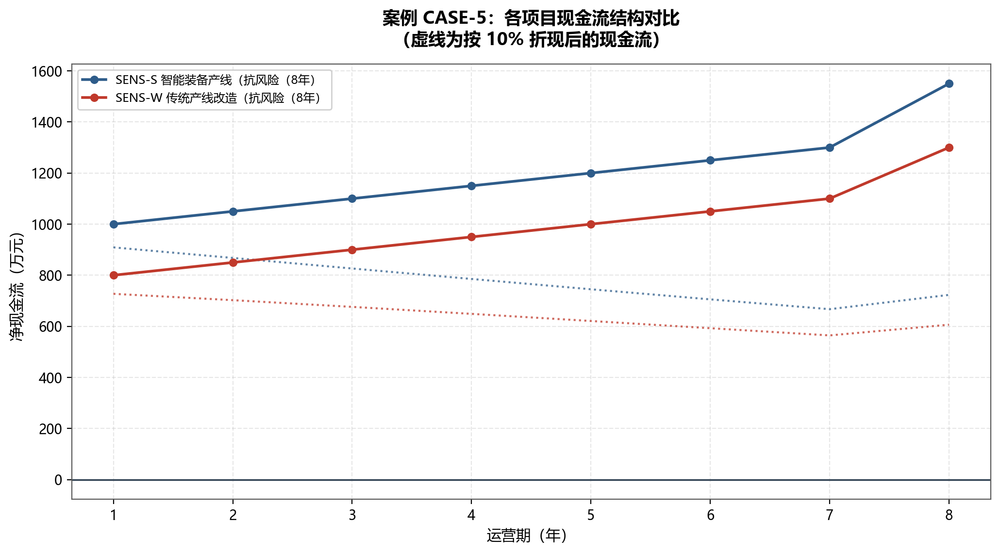 案例 CASE-5：各项目现金流结构对比
（虚线为按 10% 折现后的现金流）
SENS-S 智能装备产线（抗风险（8年）
SENS-W 传统产线改造（抗风险（8年）
净现金流（万元）
1600
1400
1200
1000
800
600
400
200
0
1 2 3 4 5 6 7 8
运营期（年）